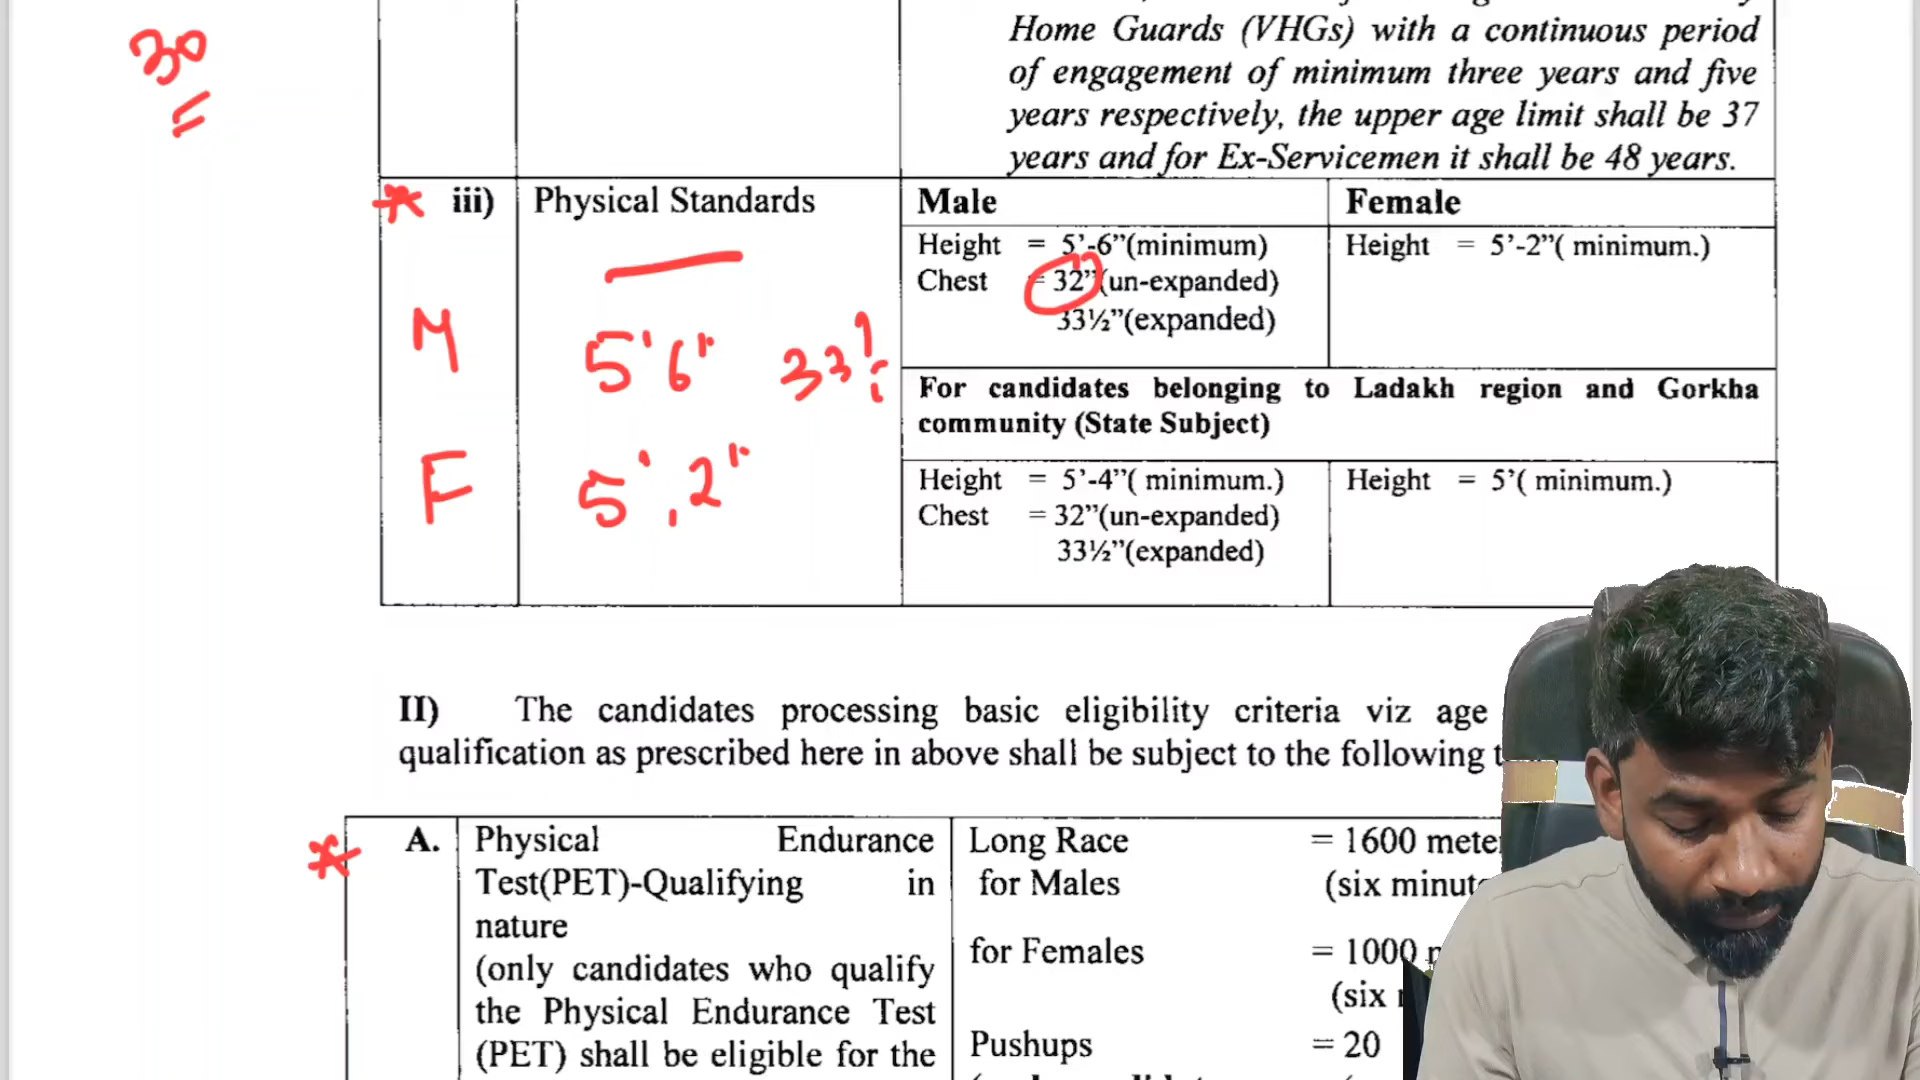 30
=
Home Guards (VHGs) with a continuous period
of engagement of minimum three years and five
years respectively, the upper age limit shall be 37
years and for Ex-Servicemen it shall be 48 years.
iii) Physical Standards
Male
Female
Height = 5’-6”(minimum)
Chest = 32”(un-expanded)
33½”(expanded)
Height = 5’-2”( minimum.)
M 5'6"
F 5',2"
For candidates belonging to Ladakh region and Gorkha
community (State Subject)
Height = 5’-4”( minimum.)
Chest = 32”(un-expanded)
33½”(expanded)
Height = 5’( minimum.)
II) The candidates processing basic eligibility criteria viz age
qualification as prescribed here in above shall be subject to the following
A. Physical Endurance
Test(PET)-Qualifying in
nature
(only candidates who qualify
the Physical Endurance Test
(PET) shall be eligible for the
Long Race = 1600
for Males (six
for Females = 1000
(six
Pushups = 20